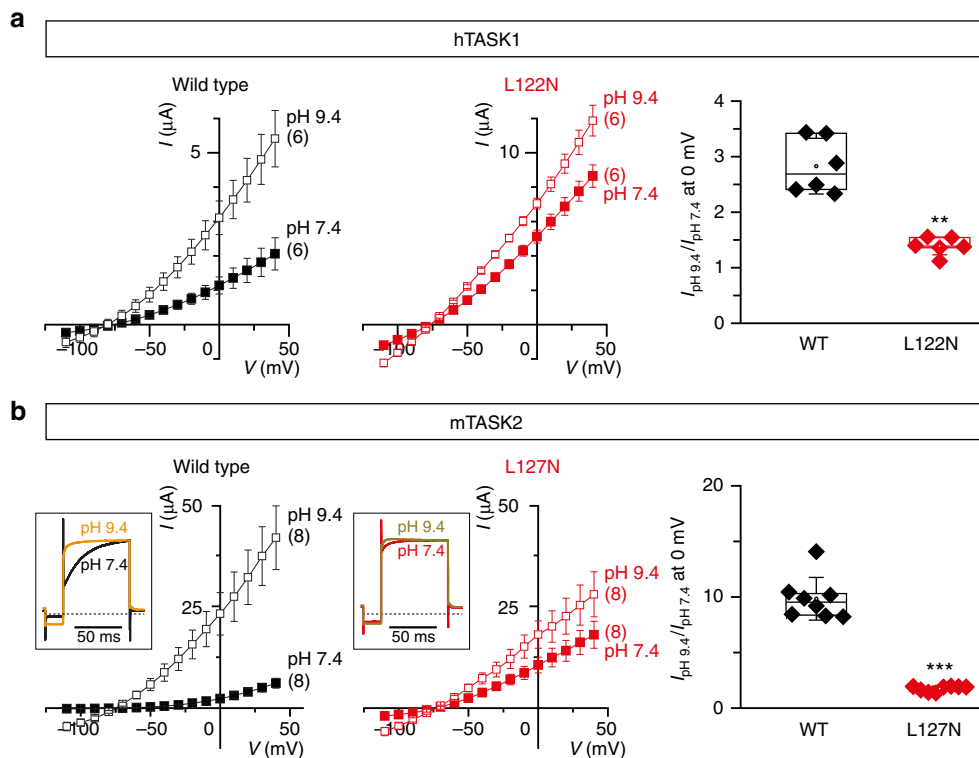 a
hTASK1
Wild type
I (μA)
pH 9.4
(6)
5
pH 7.4
(6)
–100
–50
0
50
V (mV)
L122N
I (μA)
pH 9.4
(6)
10
(6)
pH 7.4
–100
–50
0
50
V (mV)
I pH 9.4/I pH 7.4 at 0 mV
4
3
2
1
0
**
WT
L122N
b
mTASK2
Wild type
I (μA)
50
pH 9.4
(8)
25
pH 7.4
(8)
–100
–50
0
50
V (mV)
pH 9.4
pH 7.4
50 ms
L127N
I (μA)
50
pH 9.4
(8)
25
(8)
pH 7.4
–100
–50
0
50
V (mV)
pH 9.4
pH 7.4
50 ms
I pH 9.4/I pH 7.4 at 0 mV
20
10
0
***
WT
L127N